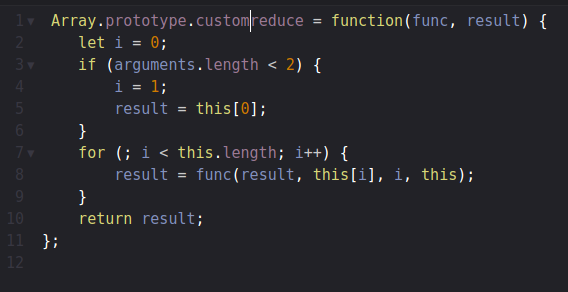 1 Array.prototype.customreduce = function(func, result) {
2 let i = 0;
3 if (arguments.length < 2) {
4 i = 1;
5 result = this[0];
6 }
7 for (; i < this.length; i++) {
8 result = func(result, this[i], i, this);
9 }
10 return result;
11 };
12